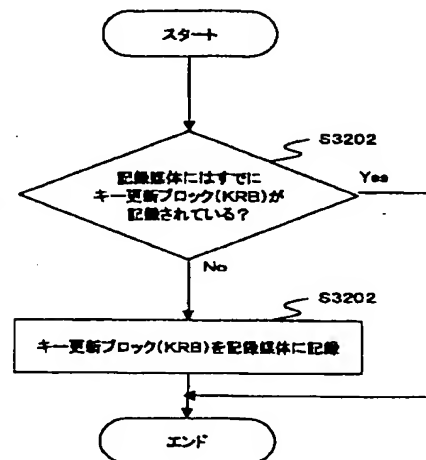 スタート
S3202
記録媒体にはすでに
キー更新ブロック(KRB)が
記録されている？
Yes
No
S3202
キー更新ブロック(KRB)を記録媒体に記録
エンド